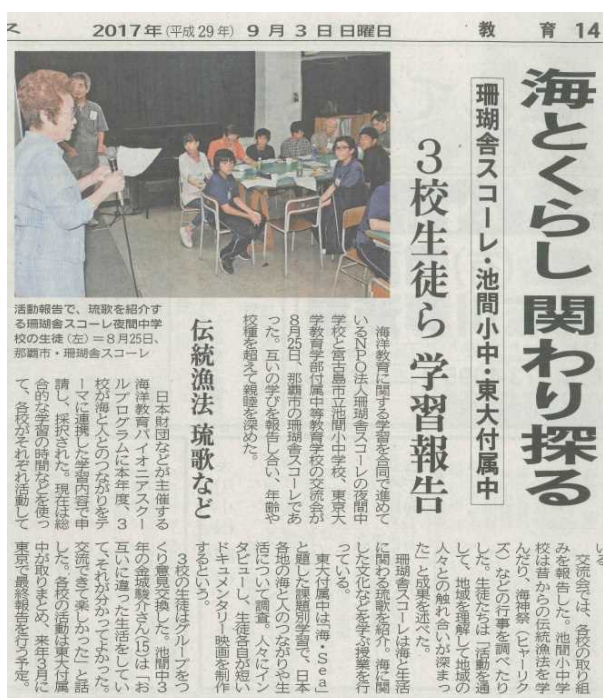 2017年(平成29年) 9月3日日曜日
教育 14
海とくらし 関わり探る
珊瑚舎スコーレ・池間小中・東大付属中
3校生徒ら 学習報告
活動報告で、琉歌を紹介す
る珊瑚舎スコーレ夜間中学
校の生徒(左)=8月25日、
那覇市・珊瑚舎スコーレ
伝統漁法 琉歌など
海洋教育に関する学習を合同で進めて
いるNPO法人珊瑚舎スコーレの夜間中
学校と宮古島市立池間小中学校、東京大
学教育学部付属中等教育学校の交流会が
8月25日、那覇市の珊瑚舎スコーレであ
った。互いの学びを報告し合い、年齢や
校種を超えて親睦を深めた。
日本財団などが主催する
海洋教育パイオニアスクー
ルプログラムに本年度、3
校が海と人とのつながりをテ
ーマに連携した学習内容で申
請し、採択された。現在は総
合的な学習の時間などを使っ
て、各校がそれぞれ活動して
いる。
交流会では、各校の取り組
みを報告した。池間小中学
校は昔からの伝統漁法を学
んだり、海神祭(ヒャーリク
ズ)などの行事を調べたり
した。生徒たちは「活動を通
して、地域を理解して地域の
人々との触れ合いが深まっ
た」と成果を述べた。
珊瑚舎スコーレは海と生活
に関する琉歌を紹介。海に関
した文化などを学ぶ授業を行
っている。
東大付属中は「海・Sea」
と題した課題別学習で、日本
各地の海と人のつながりや生
活について調査。人々にイン
タビューし、生徒各自が短い
ドキュメンタリー映画を制作
するという。
3校の生徒はグループをつ
くり意見交換した。池間中3
年の金城駿介さん(15)は「お
互いに違った生活をしてい
て、それが分かってよかった。
交流できて楽しかった」と話
した。各校の活動は東大付属
中が取りまとめ、来年3月に
東京で最終報告を行う予定。